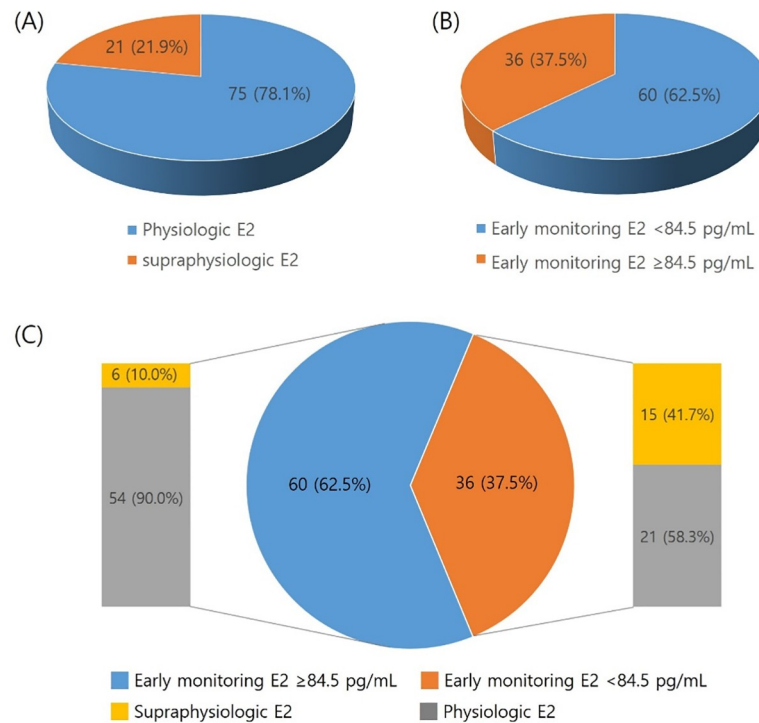 (A)
21 (21.9%)
75 (78.1%)
Physiologic E2
supraphysiologic E2
(B)
36 (37.5%)
60 (62.5%)
Early monitoring E2 <84.5 pg/mL
Early monitoring E2 ≥84.5 pg/mL
(C)
6 (10.0%)
54 (90.0%)
60 (62.5%)
36 (37.5%)
15 (41.7%)
21 (58.3%)
Early monitoring E2 ≥84.5 pg/mL
Early monitoring E2 <84.5 pg/mL
Supraphysiologic E2
Physiologic E2